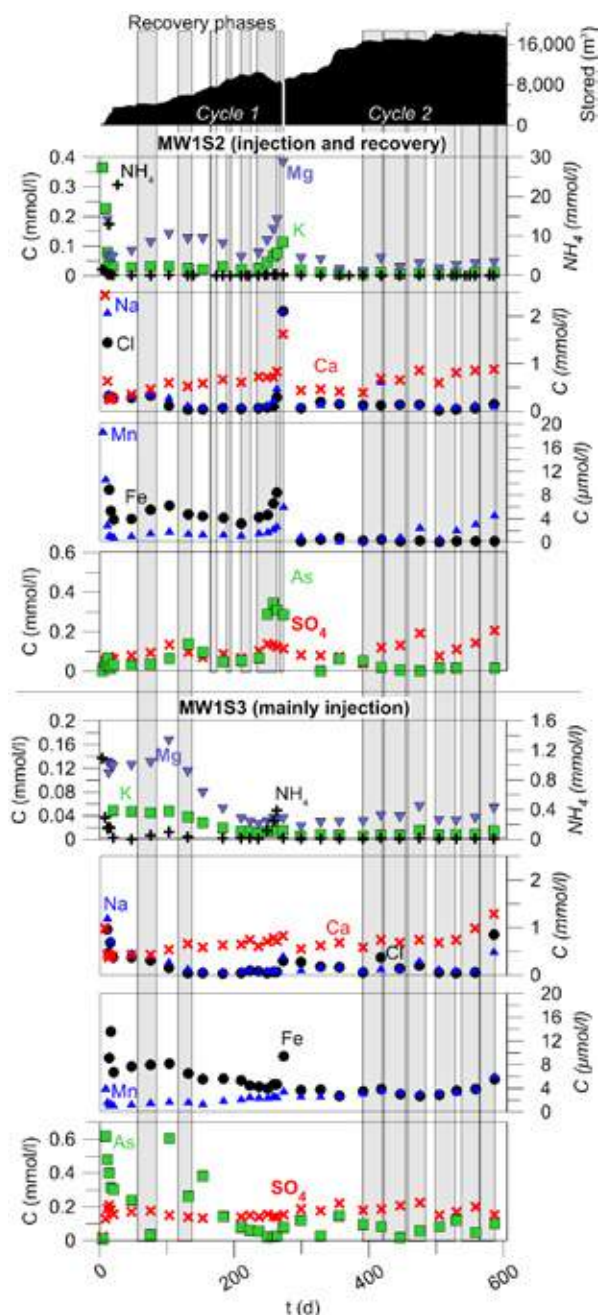 Recovery phases
16,000
8,000
0
Stored (m³)
Cycle 1
Cycle 2
MW1S2 (injection and recovery)
0.4
0.3
0.2
0.1
0
C (mmol/l)
NH₄
Mg
K
30
20
10
0
NH₄ (mmol/l)
Na
Cl
Ca
2
1
0
C (mmol/l)
Mn
Fe
20
16
12
8
4
0
C (µmol/l)
0.6
0.4
0.2
0
C (mmol/l)
As
SO₄
MW1S3 (mainly injection)
0.2
0.16
0.12
0.08
0.04
0
C (mmol/l)
Mg
K
NH₄
1.6
1.2
0.8
0.4
0
NH₄ (mmol/l)
Na
Ca
Cl
2
1
0
C (mmol/l)
Fe
Mn
20
16
12
8
4
0
C (µmol/l)
0.6
0.4
0.2
0
C (mmol/l)
As
SO₄
0
200
400
600
t (d)